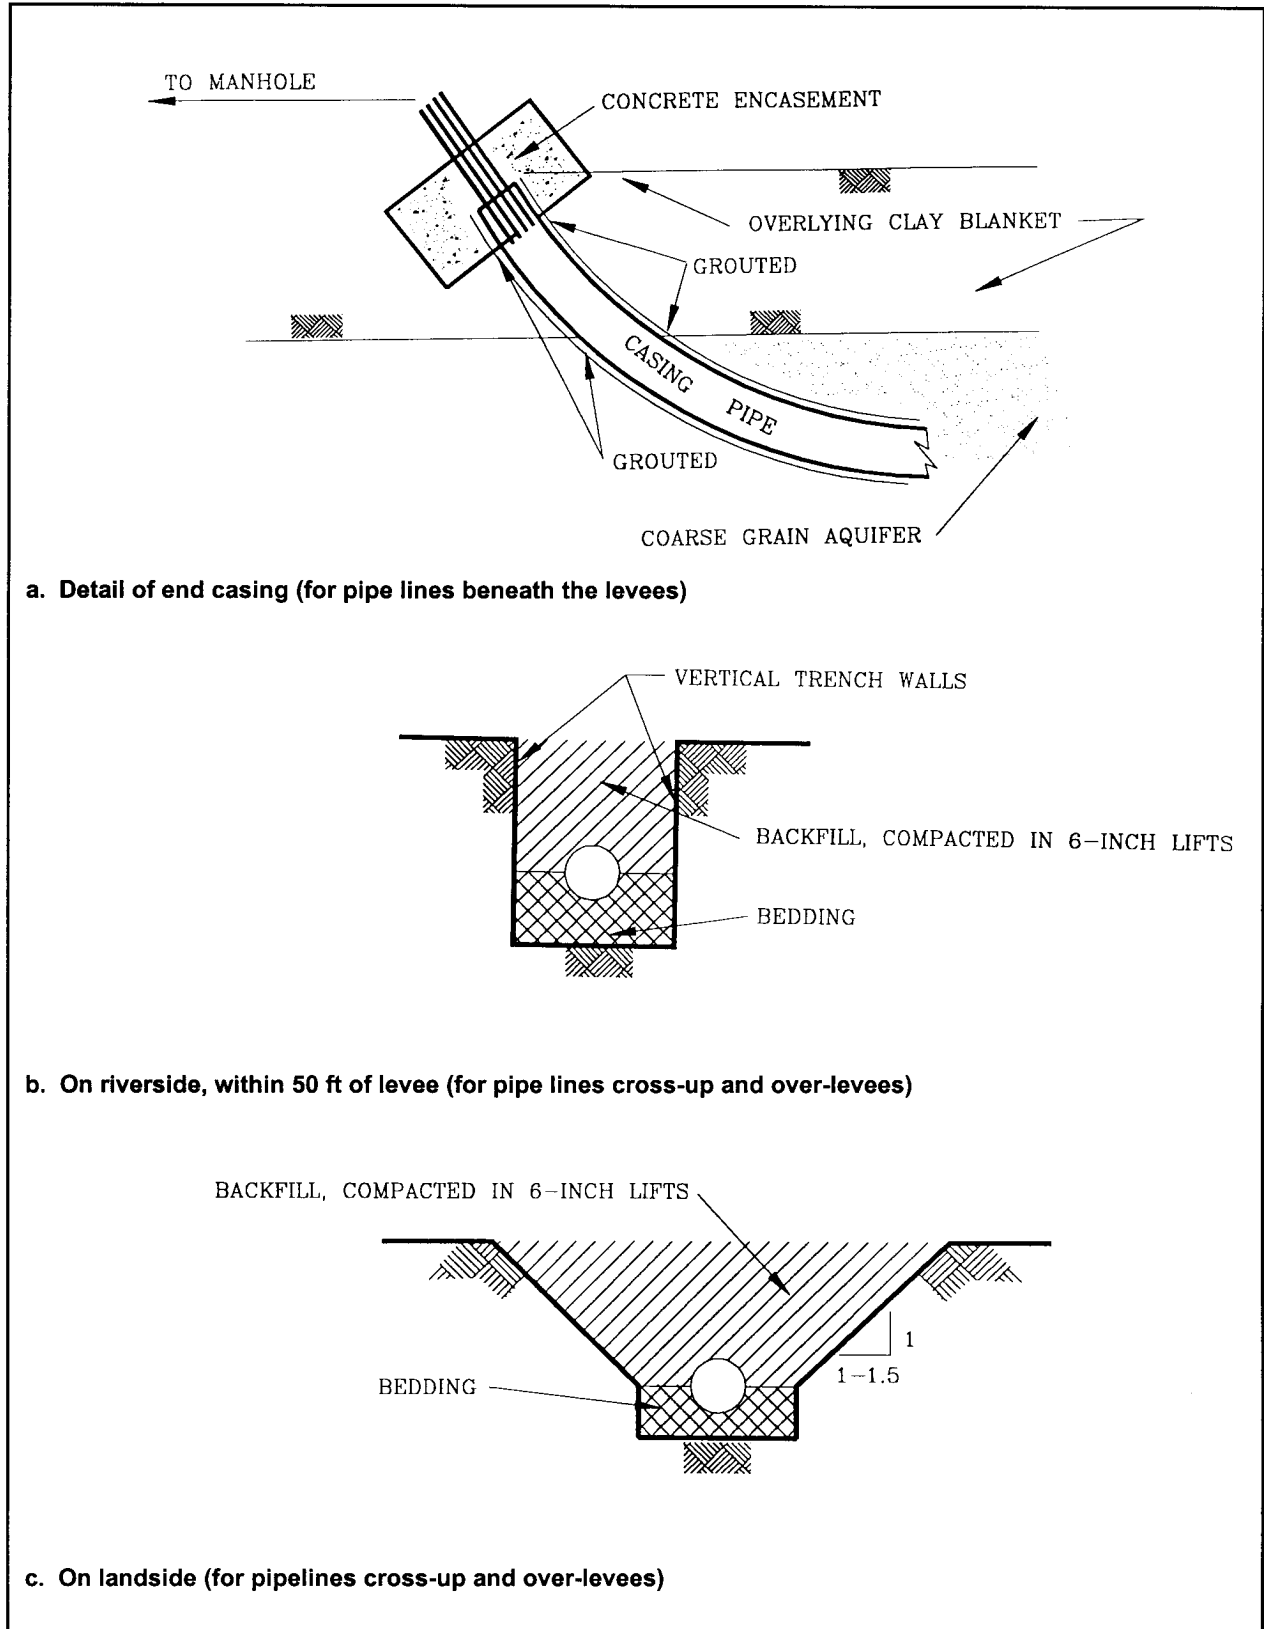 TO MANHOLE
CONCRETE ENCASEMENT
OVERLYING CLAY BLANKET
GROUTED
CASING PIPE
GROUTED
COARSE GRAIN AQUIFER
a. Detail of end casing (for pipe lines beneath the levees)
VERTICAL TRENCH WALLS
BACKFILL, COMPACTED IN 6-INCH LIFTS
BEDDING
b. On riverside, within 50 ft of levee (for pipe lines cross-up and over-levees)
BACKFILL, COMPACTED IN 6-INCH LIFTS
1
1-1.5
BEDDING
c. On landside (for pipelines cross-up and over-levees)